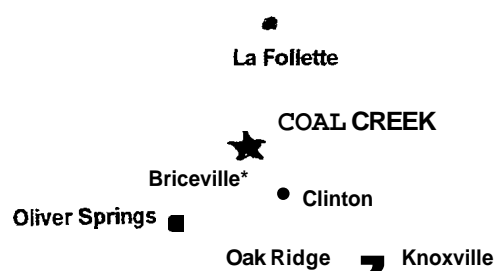 La Follette
COAL CREEK
Briceville*
Clinton
Oliver Springs
Oak Ridge
Knoxville